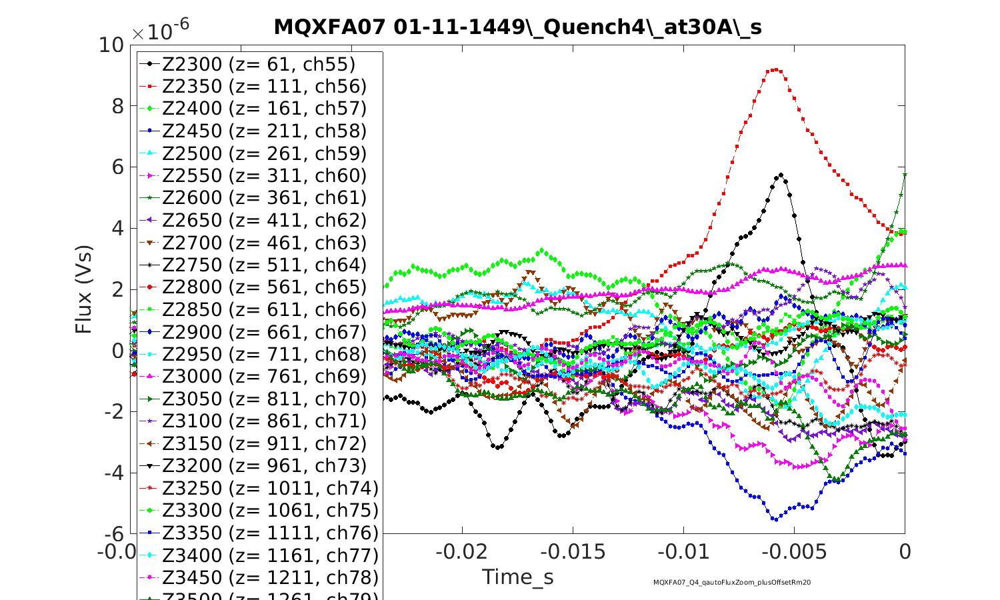 MQXFA07 01-11-1449\_Quench4\_at30A\_s
×10-6
10
8
6
4
2
0
-2
-4
-6
Flux (Vs)
Z2300 (z= 61, ch55)
Z2350 (z= 111, ch56)
Z2400 (z= 161, ch57)
Z2450 (z= 211, ch58)
Z2500 (z= 261, ch59)
Z2550 (z= 311, ch60)
Z2600 (z= 361, ch61)
Z2650 (z= 411, ch62)
Z2700 (z= 461, ch63)
Z2750 (z= 511, ch64)
Z2800 (z= 561, ch65)
Z2850 (z= 611, ch66)
Z2900 (z= 661, ch67)
Z2950 (z= 711, ch68)
Z3000 (z= 761, ch69)
Z3050 (z= 811, ch70)
Z3100 (z= 861, ch71)
Z3150 (z= 911, ch72)
Z3200 (z= 961, ch73)
Z3250 (z= 1011, ch74)
Z3300 (z= 1061, ch75)
Z3350 (z= 1111, ch76)
Z3400 (z= 1161, ch77)
Z3450 (z= 1211, ch78)
Z3500 (z= 1261, ch79)
-0.0
-0.02
-0.015
-0.01
-0.005
0
Time_s
MQXFA07_Q4_qautoFluxZoom_plusOffsetRm20